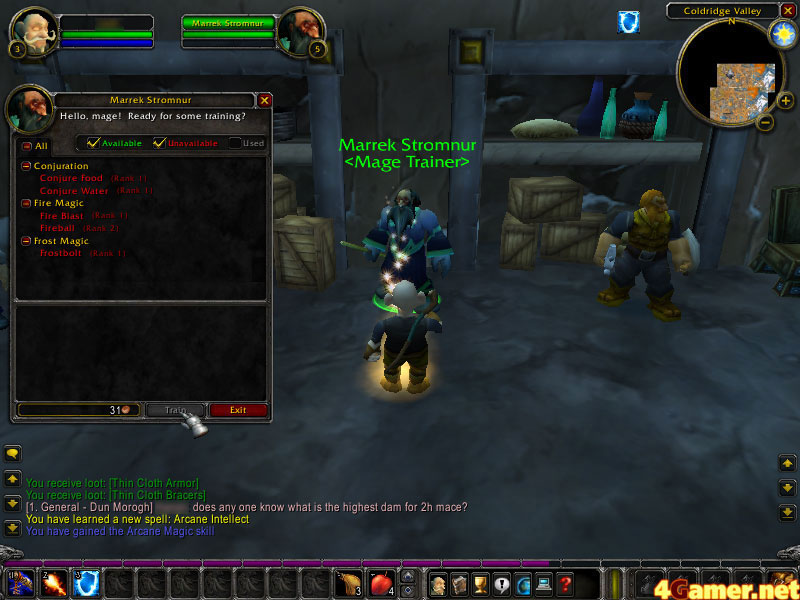 Marrek Stromnur
3
5
Coldridge Valley
N
Marrek Stromnur
Hello, mage! Ready for some training?
All
Available
Unavailable
Used
Conjuration
Conjure Food (Rank 1)
Conjure Water (Rank 1)
Fire Magic
Fire Blast (Rank 1)
Fireball (Rank 2)
Frost Magic
Frostbolt (Rank 1)
Marrek Stromnur
<Mage Trainer>
31
Train
Exit
You receive loot: [Thin Cloth Armor]
You receive loot: [Thin Cloth Bracers]
[1. General - Dun Morogh] does any one know what is the highest dam for 2h mace?
You have learned a new spell: Arcane Intellect
You have gained the Arcane Magic skill
1
2
3
3
4
4Gamer.net